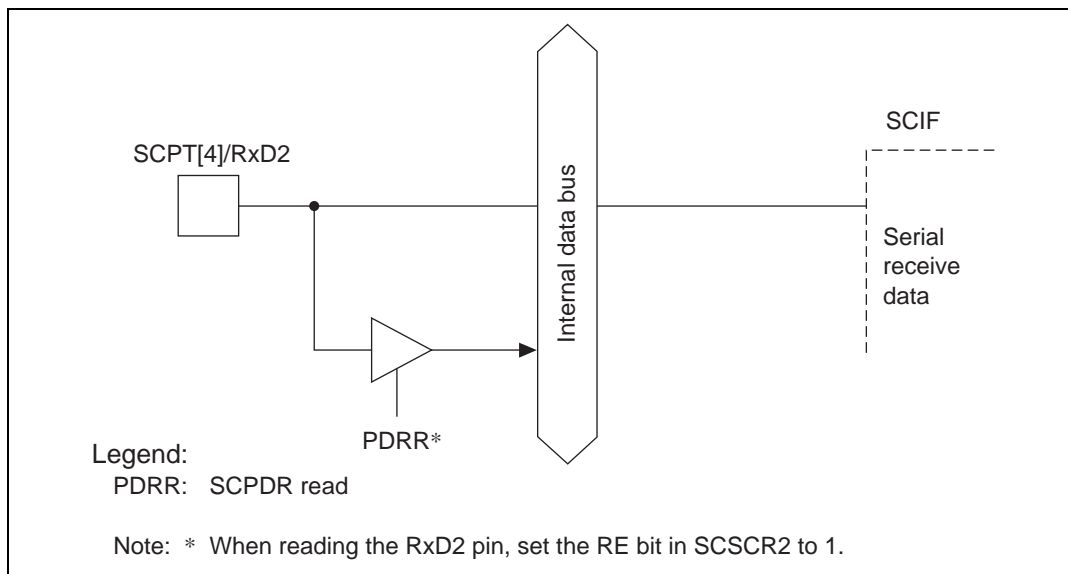 SCIF
SCPT[4]/RxD2
Internal data bus
Serial
receive
data
PDRR*
Legend:
PDRR: SCPDR read
Note: * When reading the RxD2 pin, set the RE bit in SCSCR2 to 1.